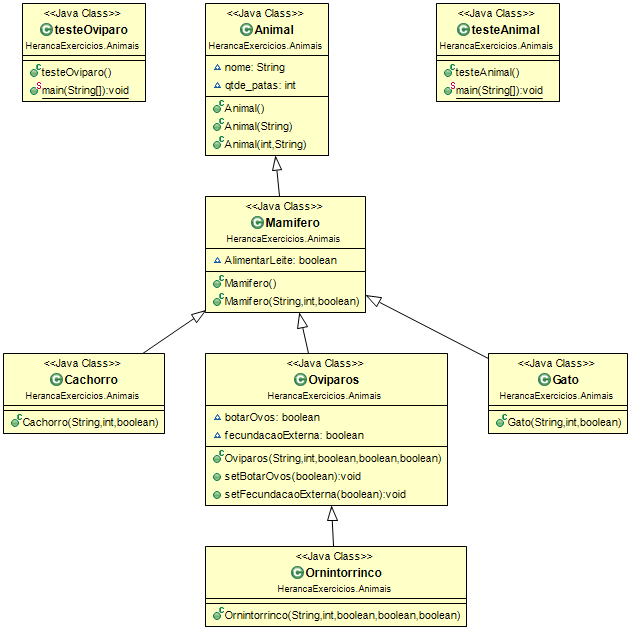 <<Java Class>>
testeOviparo
HerancaExercicios.Animais
testeOviparo()
main(String[]):void
<<Java Class>>
Animal
HerancaExercicios.Animais
nome: String
qtde_patas: int
Animal()
Animal(String)
Animal(int,String)
<<Java Class>>
testeAnimal
HerancaExercicios.Animais
testeAnimal()
main(String[]):void
<<Java Class>>
Mamifero
HerancaExercicios.Animais
AlimentarLeite: boolean
Mamifero()
Mamifero(String,int,boolean)
<<Java Class>>
Cachorro
HerancaExercicios.Animais
Cachorro(String,int,boolean)
<<Java Class>>
Oviparos
HerancaExercicios.Animais
botarOvos: boolean
fecundacaoExterna: boolean
Oviparos(String,int,boolean,boolean,boolean)
setBotarOvos(boolean):void
setFecundacaoExterna(boolean):void
<<Java Class>>
Gato
HerancaExercicios.Animais
Gato(String,int,boolean)
<<Java Class>>
Ornintorrinco
HerancaExercicios.Animais
Ornintorrinco(String,int,boolean,boolean,boolean)